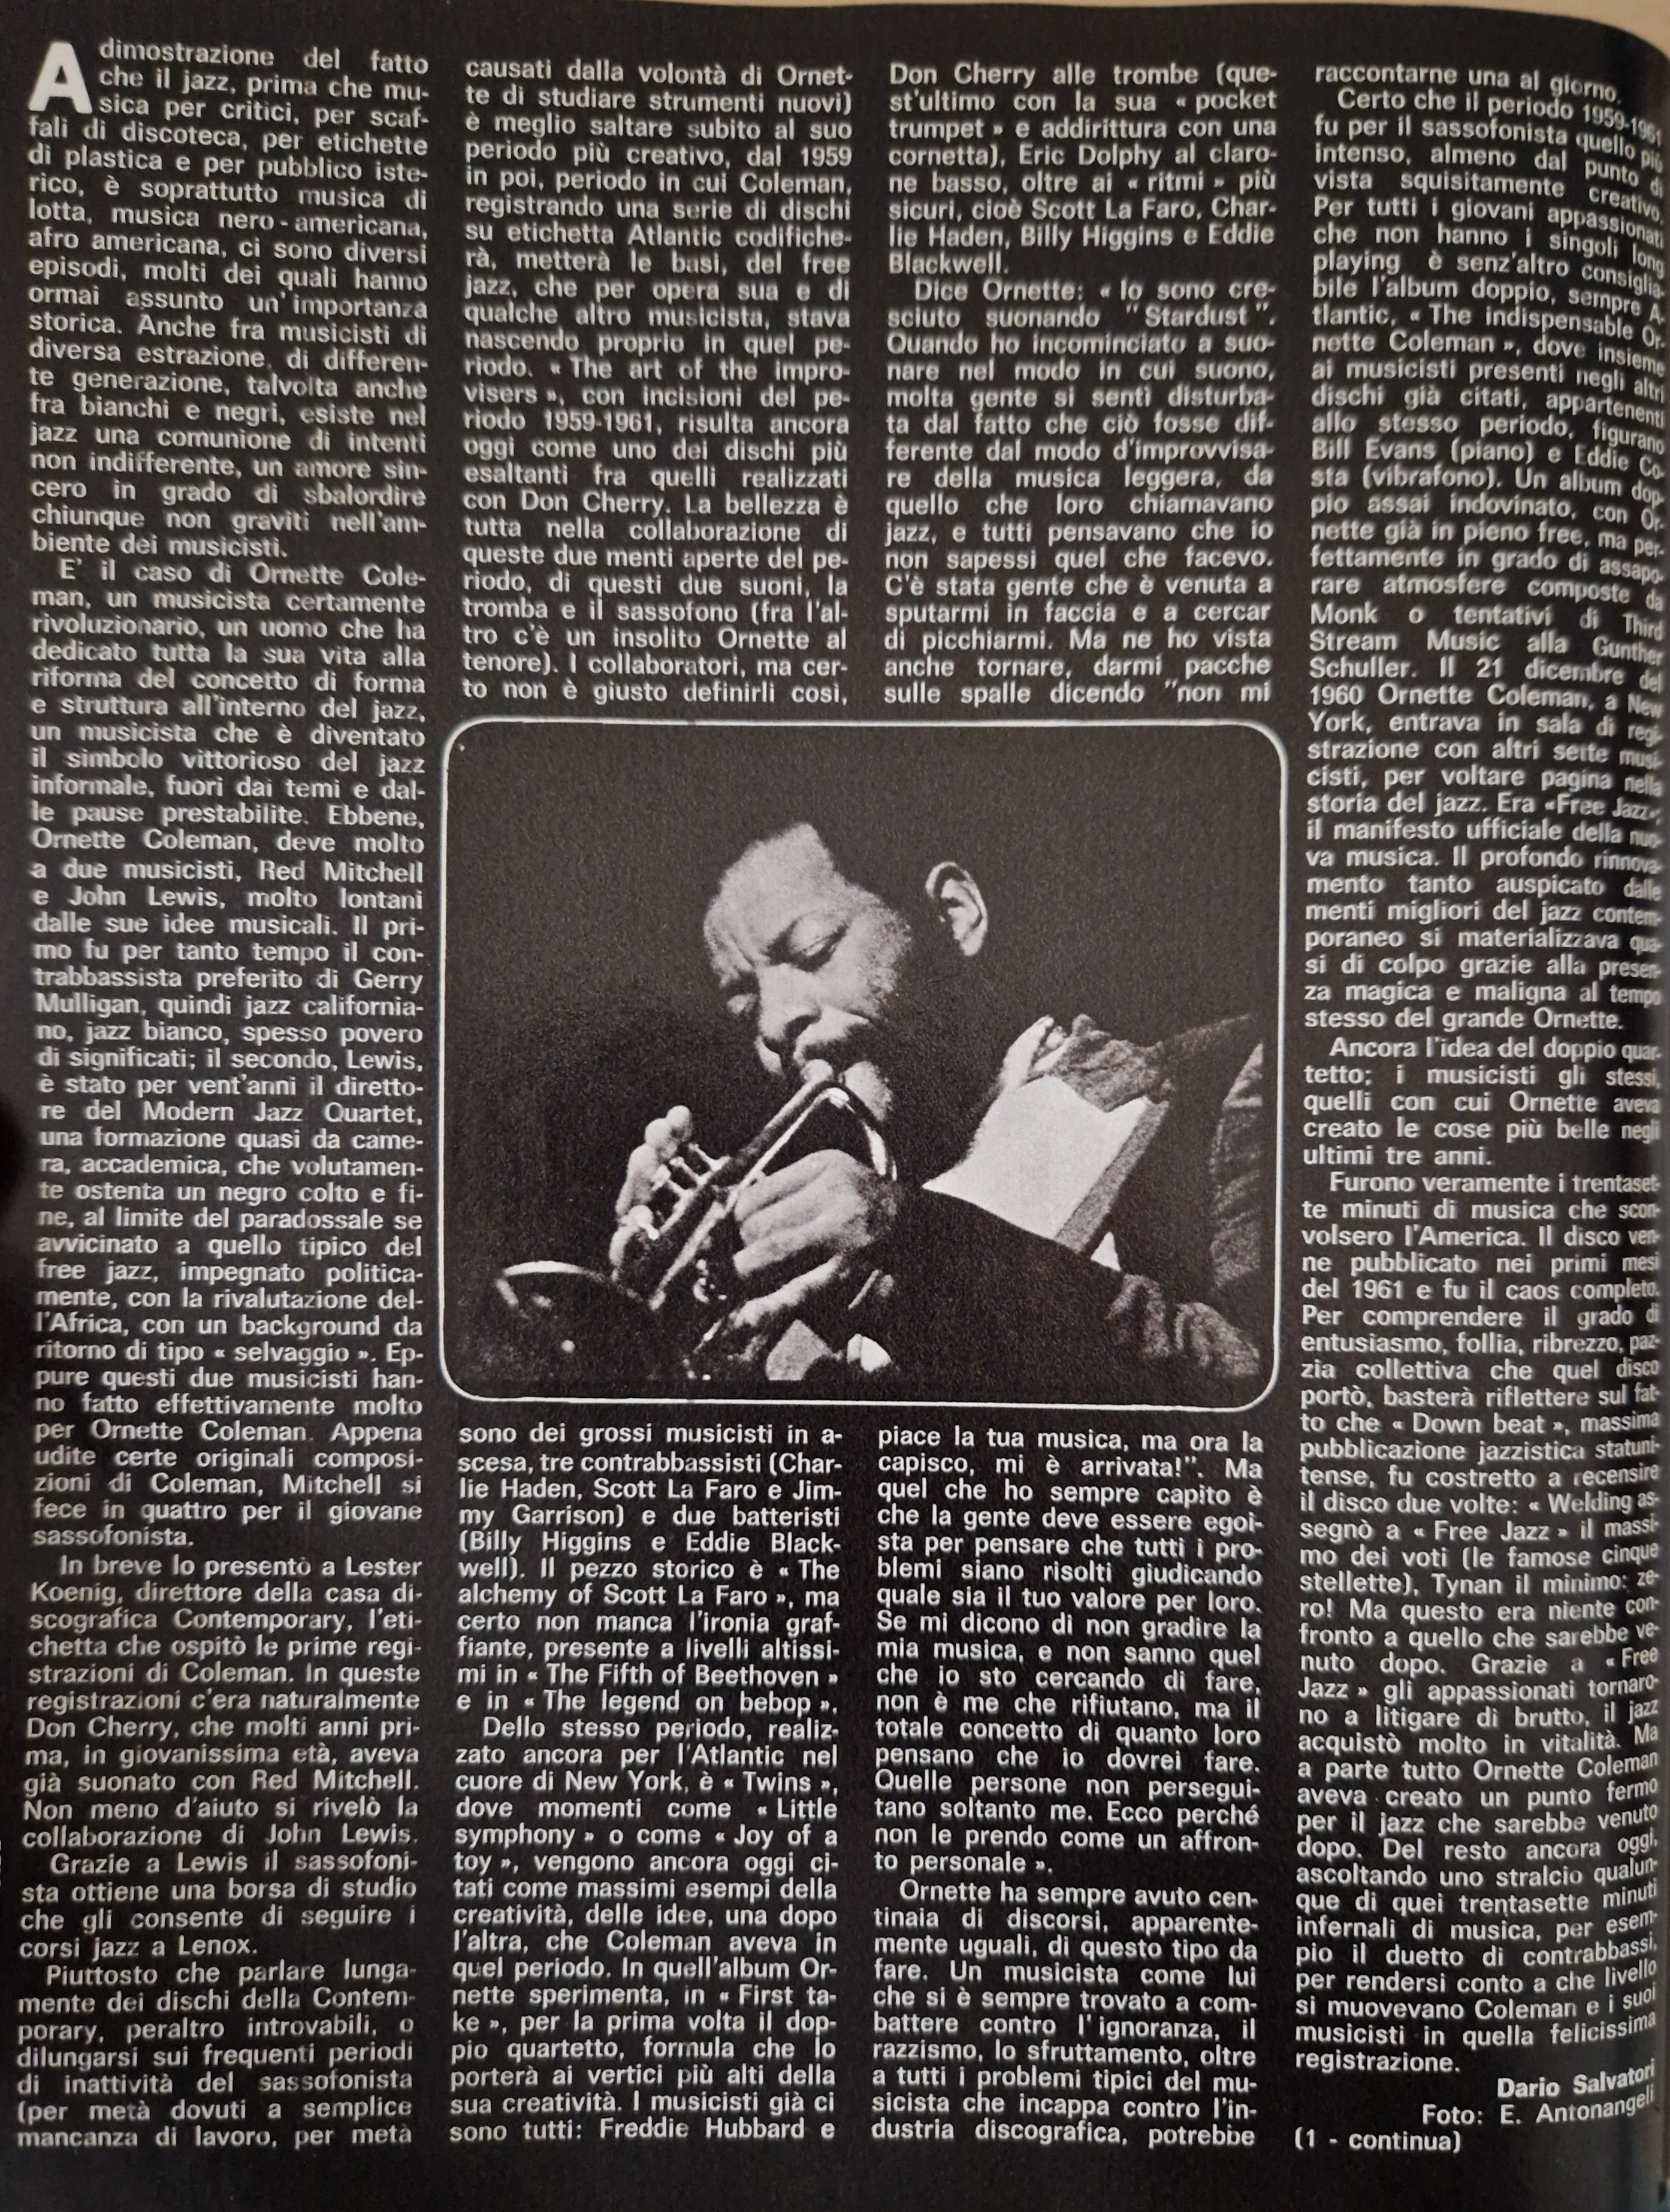 A dimostrazione del fatto
che il jazz, prima che mu-
sica per critici, per scaf-
fali di discoteca, per etichette
di plastica e per pubblico iste-
rico, è soprattutto musica di
lotta, musica nero-americana,
afro americana, ci sono diversi
episodi, molti dei quali hanno
ormai assunto un'importanza
storica. Anche fra musicisti di
diversa estrazione, di differen-
te generazione, talvolta anche
fra bianchi e negri, esiste nel
jazz una comunione di intenti
non indifferente, un amore sin-
cero in grado di sbalordire
chiunque non graviti nell'am-
biente dei musicisti.
E' il caso di Ornette Cole-
man, un musicista certamente
rivoluzionario, un uomo che ha
dedicato tutta la sua vita alla
riforma del concetto di forma
e struttura all'interno del jazz,
un musicista che è diventato
il simbolo vittorioso del jazz
informale, fuori dai temi e dal-
le pause prestabilite. Ebbene,
Ornette Coleman, deve molto
a due musicisti, Red Mitchell
e John Lewis, molto lontani
dalle sue idee musicali. Il pri-
mo fu per tanto tempo il con-
trabbassista preferito di Gerry
Mulligan, quindi jazz california-
no, jazz bianco, spesso povero
di significati; il secondo, Lewis,
è stato per vent'anni il diretto-
re del Modern Jazz Quartet,
una formazione quasi da came-
ra, accademica, che volutamen-
te ostenta un negro colto e fi-
ne, al limite del paradossale se
avvicinato a quello tipico del
free jazz, impegnato politica-
mente, con la rivalutazione del-
l'Africa, con un background da
ritorno di tipo « selvaggio ». Ep-
pure questi due musicisti han-
no fatto effettivamente molto
per Ornette Coleman. Appena
udite certe originali composi-
zioni di Coleman, Mitchell si
fece in quattro per il giovane
sassofonista.
In breve lo presentò a Lester
Koenig, direttore della casa di-
scografica Contemporary, l'eti-
chetta che ospitò le prime regi-
strazioni di Coleman. In queste
registrazioni c'era naturalmente
Don Cherry, che molti anni pri-
ma, in giovanissima età, aveva
già suonato con Red Mitchell.
Non meno d'aiuto si rivelò la
collaborazione di John Lewis.
Grazie a Lewis il sassofoni-
sta ottiene una borsa di studio
che gli consente di seguire i
corsi jazz a Lenox.
Piuttosto che parlare lunga-
mente dei dischi della Contem-
porary, peraltro introvabili, o
dilungarsi sui frequenti periodi
di inattività del sassofonista
(per metà dovuti a semplice
mancanza di lavoro, per metà
causati dalla volontà di Ornet-
te di studiare strumenti nuovi)
è meglio saltare subito al suo
periodo più creativo, dal 1959
in poi, periodo in cui Coleman,
registrando una serie di dischi
su etichetta Atlantic codifiche-
rà, metterà le basi, del free
jazz, che per opera sua e di
qualche altro musicista, stava
nascendo proprio in quel pe-
riodo. « The art of the impro-
visers », con incisioni del pe-
riodo 1959-1961, risulta ancora
oggi come uno dei dischi più
esaltanti fra quelli realizzati
con Don Cherry. La bellezza è
tutta nella collaborazione di
queste due menti aperte del pe-
riodo, di questi due suoni, la
tromba e il sassofono (fra l'al-
tro c'è un insolito Ornette al
tenore). I collaboratori, ma cer-
to non è giusto definirli così,
sono dei grossi musicisti in a-
scesa, tre contrabbassisti (Char-
lie Haden, Scott La Faro e Jim-
my Garrison) e due batteristi
(Billy Higgins e Eddie Black-
well). Il pezzo storico è « The
alchemy of Scott La Faro », ma
certo non manca l'ironia graf-
fiante, presente a livelli altissi-
mi in « The Fifth of Beethoven »
e in « The legend on bebop ».
Dello stesso periodo, realiz-
zato ancora per l'Atlantic nel
cuore di New York, è « Twins »,
dove momenti come « Little
symphony » o come « Joy of a
toy », vengono ancora oggi ci-
tati come massimi esempi della
creatività, delle idee, una dopo
l'altra, che Coleman aveva in
quel periodo. In quell'album Or-
nette sperimenta, in « First ta-
ke », per la prima volta il dop-
pio quartetto, formula che lo
porterà ai vertici più alti della
sua creatività. I musicisti già ci
sono tutti: Freddie Hubbard e
Don Cherry alle trombe (que-
st'ultimo con la sua « pocket
trumpet » e addirittura con una
cornetta), Eric Dolphy al claro-
ne basso, oltre ai « ritmi » più
sicuri, cioè Scott La Faro, Char-
lie Haden, Billy Higgins e Eddie
Blackwell.
Dice Ornette: « Io sono cre-
sciuto suonando "Stardust".
Quando ho incominciato a suo-
nare nel modo in cui suono,
molta gente si sentì disturba-
ta dal fatto che ciò fosse dif-
ferente dal modo d'improvvisa-
re della musica leggera, da
quello che loro chiamavano
jazz, e tutti pensavano che io
non sapessi quel che facevo.
C'è stata gente che è venuta a
sputarmi in faccia e a cercar
di picchiarmi. Ma ne ho vista
anche tornare, darmi pacche
sulle spalle dicendo "non mi
piace la tua musica, ma ora la
capisco, mi è arrivata!". Ma
quel che ho sempre capito è
che la gente deve essere egoi-
sta per pensare che tutti i pro-
blemi siano risolti giudicando
quale sia il tuo valore per loro.
Se mi dicono di non gradire la
mia musica, e non sanno quel
che io sto cercando di fare,
non è me che rifiutano, ma il
totale concetto di quanto loro
pensano che io dovrei fare.
Quelle persone non persegui-
tano soltanto me. Ecco perché
non le prendo come un affron-
to personale ».
Ornette ha sempre avuto cen-
tinaia di discorsi, apparente-
mente uguali, di questo tipo da
fare. Un musicista come lui
che si è sempre trovato a com-
battere contro l'ignoranza, il
razzismo, lo sfruttamento, oltre
a tutti i problemi tipici del mu-
sicista che incappa contro l'in-
dustria discografica, potrebbe
raccontarne una al giorno.
Certo che il periodo 1959-1961
fu per il sassofonista quello più
intenso, almeno dal punto di
vista squisitamente creativo.
Per tutti i giovani appassionati
che non hanno i singoli long
playing è senz'altro consiglia-
bile l'album doppio, sempre A-
tlantic, « The indispensable Or-
nette Coleman », dove insieme
ai musicisti presenti negli altri
dischi già citati, appartenenti
allo stesso periodo, figurano
Bill Evans (piano) e Eddie Co-
sta (vibrafono). Un album dop-
pio assai indovinato, con Or-
nette già in pieno free, ma per-
fettamente in grado di assapo-
rare atmosfere composte da
Monk o tentativi di Third
Stream Music alla Gunther
Schuller. Il 21 dicembre del
1960 Ornette Coleman, a New
York, entrava in sala di regi-
strazione con altri sette musi-
cisti, per voltare pagina nella
storia del jazz. Era «Free Jazz»,
il manifesto ufficiale della nuo-
va musica. Il profondo rinnova-
mento tanto auspicato dalle
menti migliori del jazz contem-
poraneo si materializzava qua-
si di colpo grazie alla presen-
za magica e maligna al tempo
stesso del grande Ornette.
Ancora l'idea del doppio quar-
tetto; i musicisti gli stessi,
quelli con cui Ornette aveva
creato le cose più belle negli
ultimi tre anni.
Furono veramente i trentaset-
te minuti di musica che scon-
volsero l'America. Il disco ven-
ne pubblicato nei primi mesi
del 1961 e fu il caos completo.
Per comprendere il grado di
entusiasmo, follia, ribrezzo, paz-
zia collettiva che quel disco
portò, basterà riflettere sul fat-
to che « Down beat », massima
pubblicazione jazzistica statuni-
tense, fu costretto a recensire
il disco due volte: « Welding as-
segnò a « Free Jazz » il massi-
mo dei voti (le famose cinque
stellette), Tynan il minimo: ze-
ro! Ma questo era niente con-
fronto a quello che sarebbe ve-
nuto dopo. Grazie a « Free
Jazz » gli appassionati tornaro-
no a litigare di brutto, il jazz
acquistò molto in vitalità. Ma
a parte tutto Ornette Coleman
aveva creato un punto fermo
per il jazz che sarebbe venuto
dopo. Del resto ancora oggi,
ascoltando uno stralcio qualun-
que di quei trentasette minuti
infernali di musica, per esem-
pio il duetto di contrabbassi,
per rendersi conto a che livello
si muovevano Coleman e i suoi
musicisti in quella felicissima
registrazione.
Dario Salvatori
Foto: E. Antonangeli
(1 - continua)